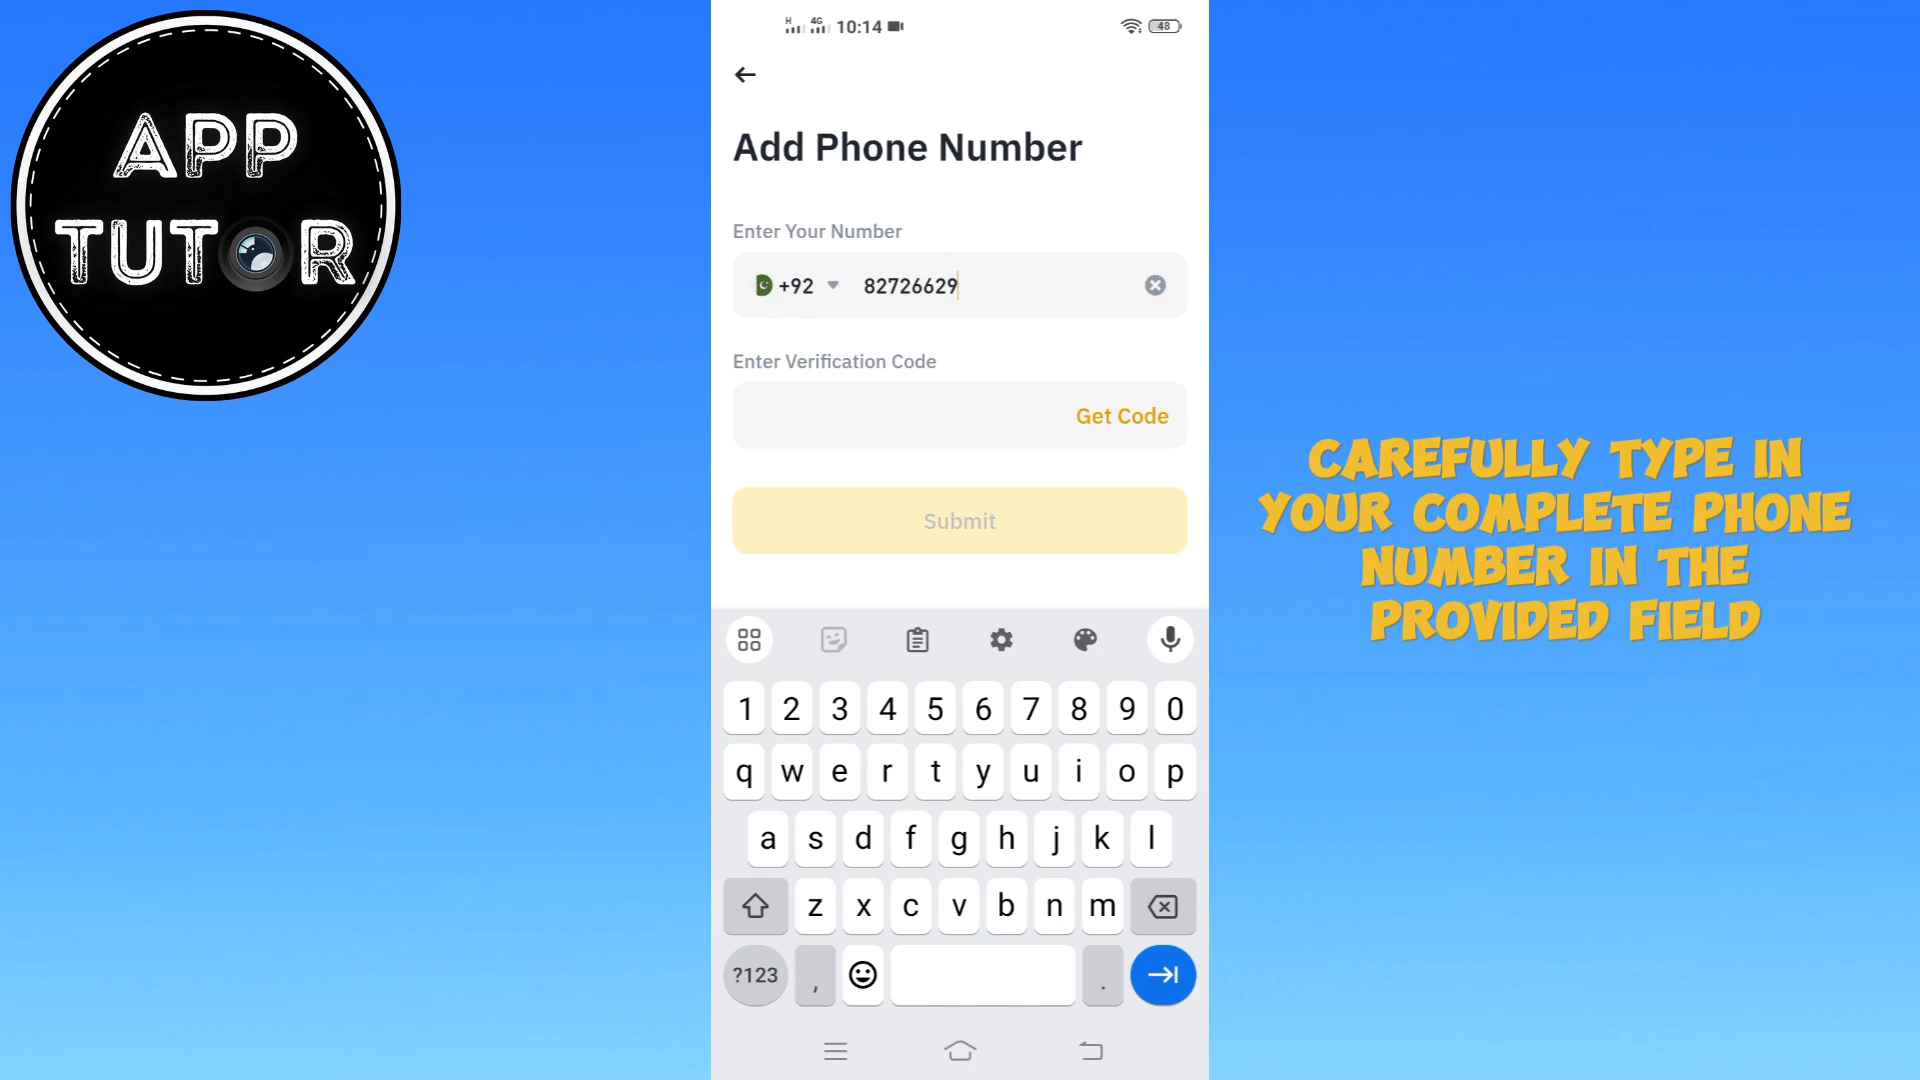 APP
TUTOR
H 4G 10:14 48
Add Phone Number
Enter Your Number
+92 82726629
Enter Verification Code
Get Code
Submit
1 2 3 4 5 6 7 8 9 0
q w e r t y u i o p
a s d f g h j k l
z x c v b n m
?123 , .
CAREFULLY TYPE IN
YOUR COMPLETE PHONE
NUMBER IN THE
PROVIDED FIELD